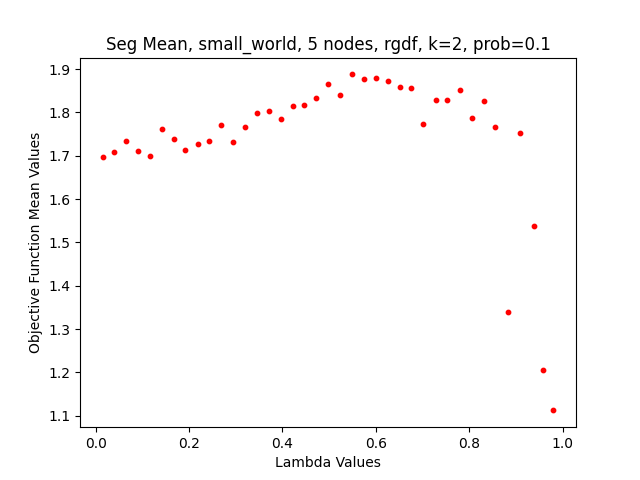 Seg Mean, small_world, 5 nodes, rgdf, k=2, prob=0.1
Objective Function Mean Values
1.9
1.8
1.7
1.6
1.5
1.4
1.3
1.2
1.1
0.0 0.2 0.4 0.6 0.8 1.0
Lambda Values